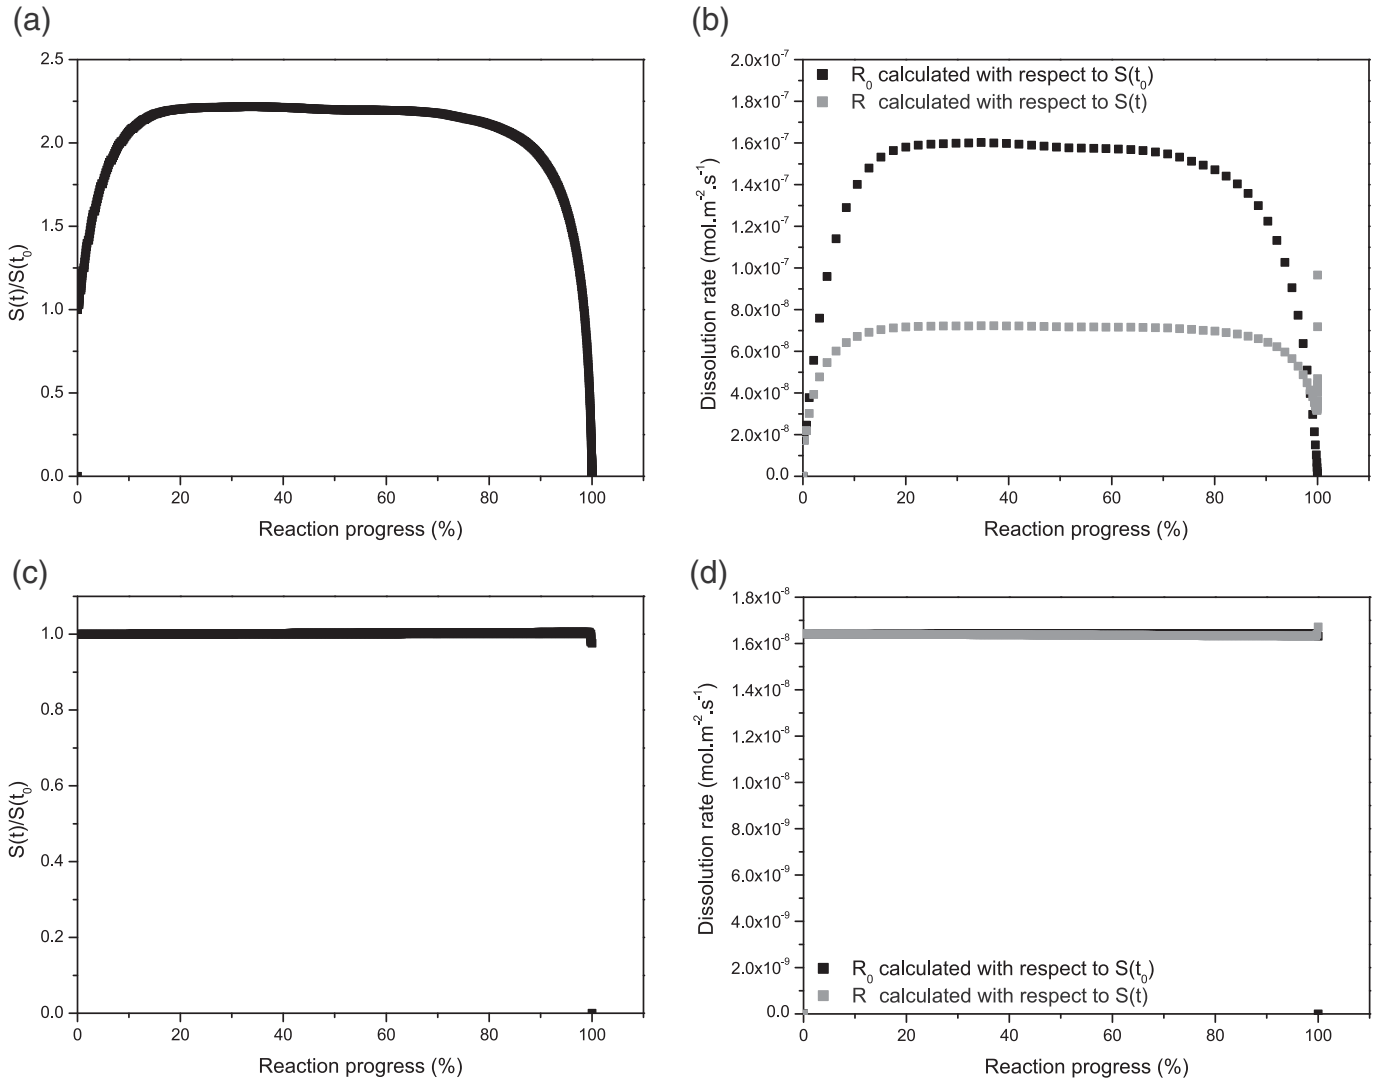 (a)
2.5
2.0
1.5
1.0
0.5
0.0
S(t)/S(t₀)
0 20 40 60 80 100
Reaction progress (%)
(b)
R₀ calculated with respect to S(t₀)
R calculated with respect to S(t)
2.0x10⁻⁷
1.8x10⁻⁷
1.6x10⁻⁷
1.4x10⁻⁷
1.2x10⁻⁷
1.0x10⁻⁷
8.0x10⁻⁸
6.0x10⁻⁸
4.0x10⁻⁸
2.0x10⁻⁸
0.0
Dissolution rate (mol.m⁻².s⁻¹)
0 20 40 60 80 100
Reaction progress (%)
(c)
1.0
0.8
0.6
0.4
0.2
0.0
S(t)/S(t₀)
0 20 40 60 80 100
Reaction progress (%)
(d)
1.8x10⁻⁸
1.6x10⁻⁸
1.4x10⁻⁸
1.2x10⁻⁸
1.0x10⁻⁸
8.0x10⁻⁹
6.0x10⁻⁹
4.0x10⁻⁹
2.0x10⁻⁹
0.0
Dissolution rate (mol.m⁻².s⁻¹)
R₀ calculated with respect to S(t₀)
R calculated with respect to S(t)
0 20 40 60 80 100
Reaction progress (%)